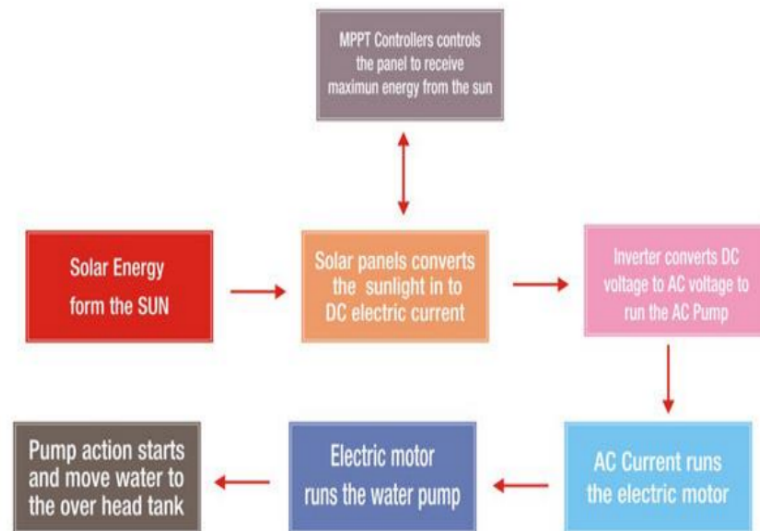 MPPT Controllers controls
the panel to receive
maximun energy from the sun
Solar Energy
form the SUN
Solar panels converts
the sunlight in to
DC electric current
Inverter converts DC
voltage to AC voltage to
run the AC Pump
Pump action starts
and move water to
the over head tank
Electric motor
runs the water pump
AC Current runs
the electric motor